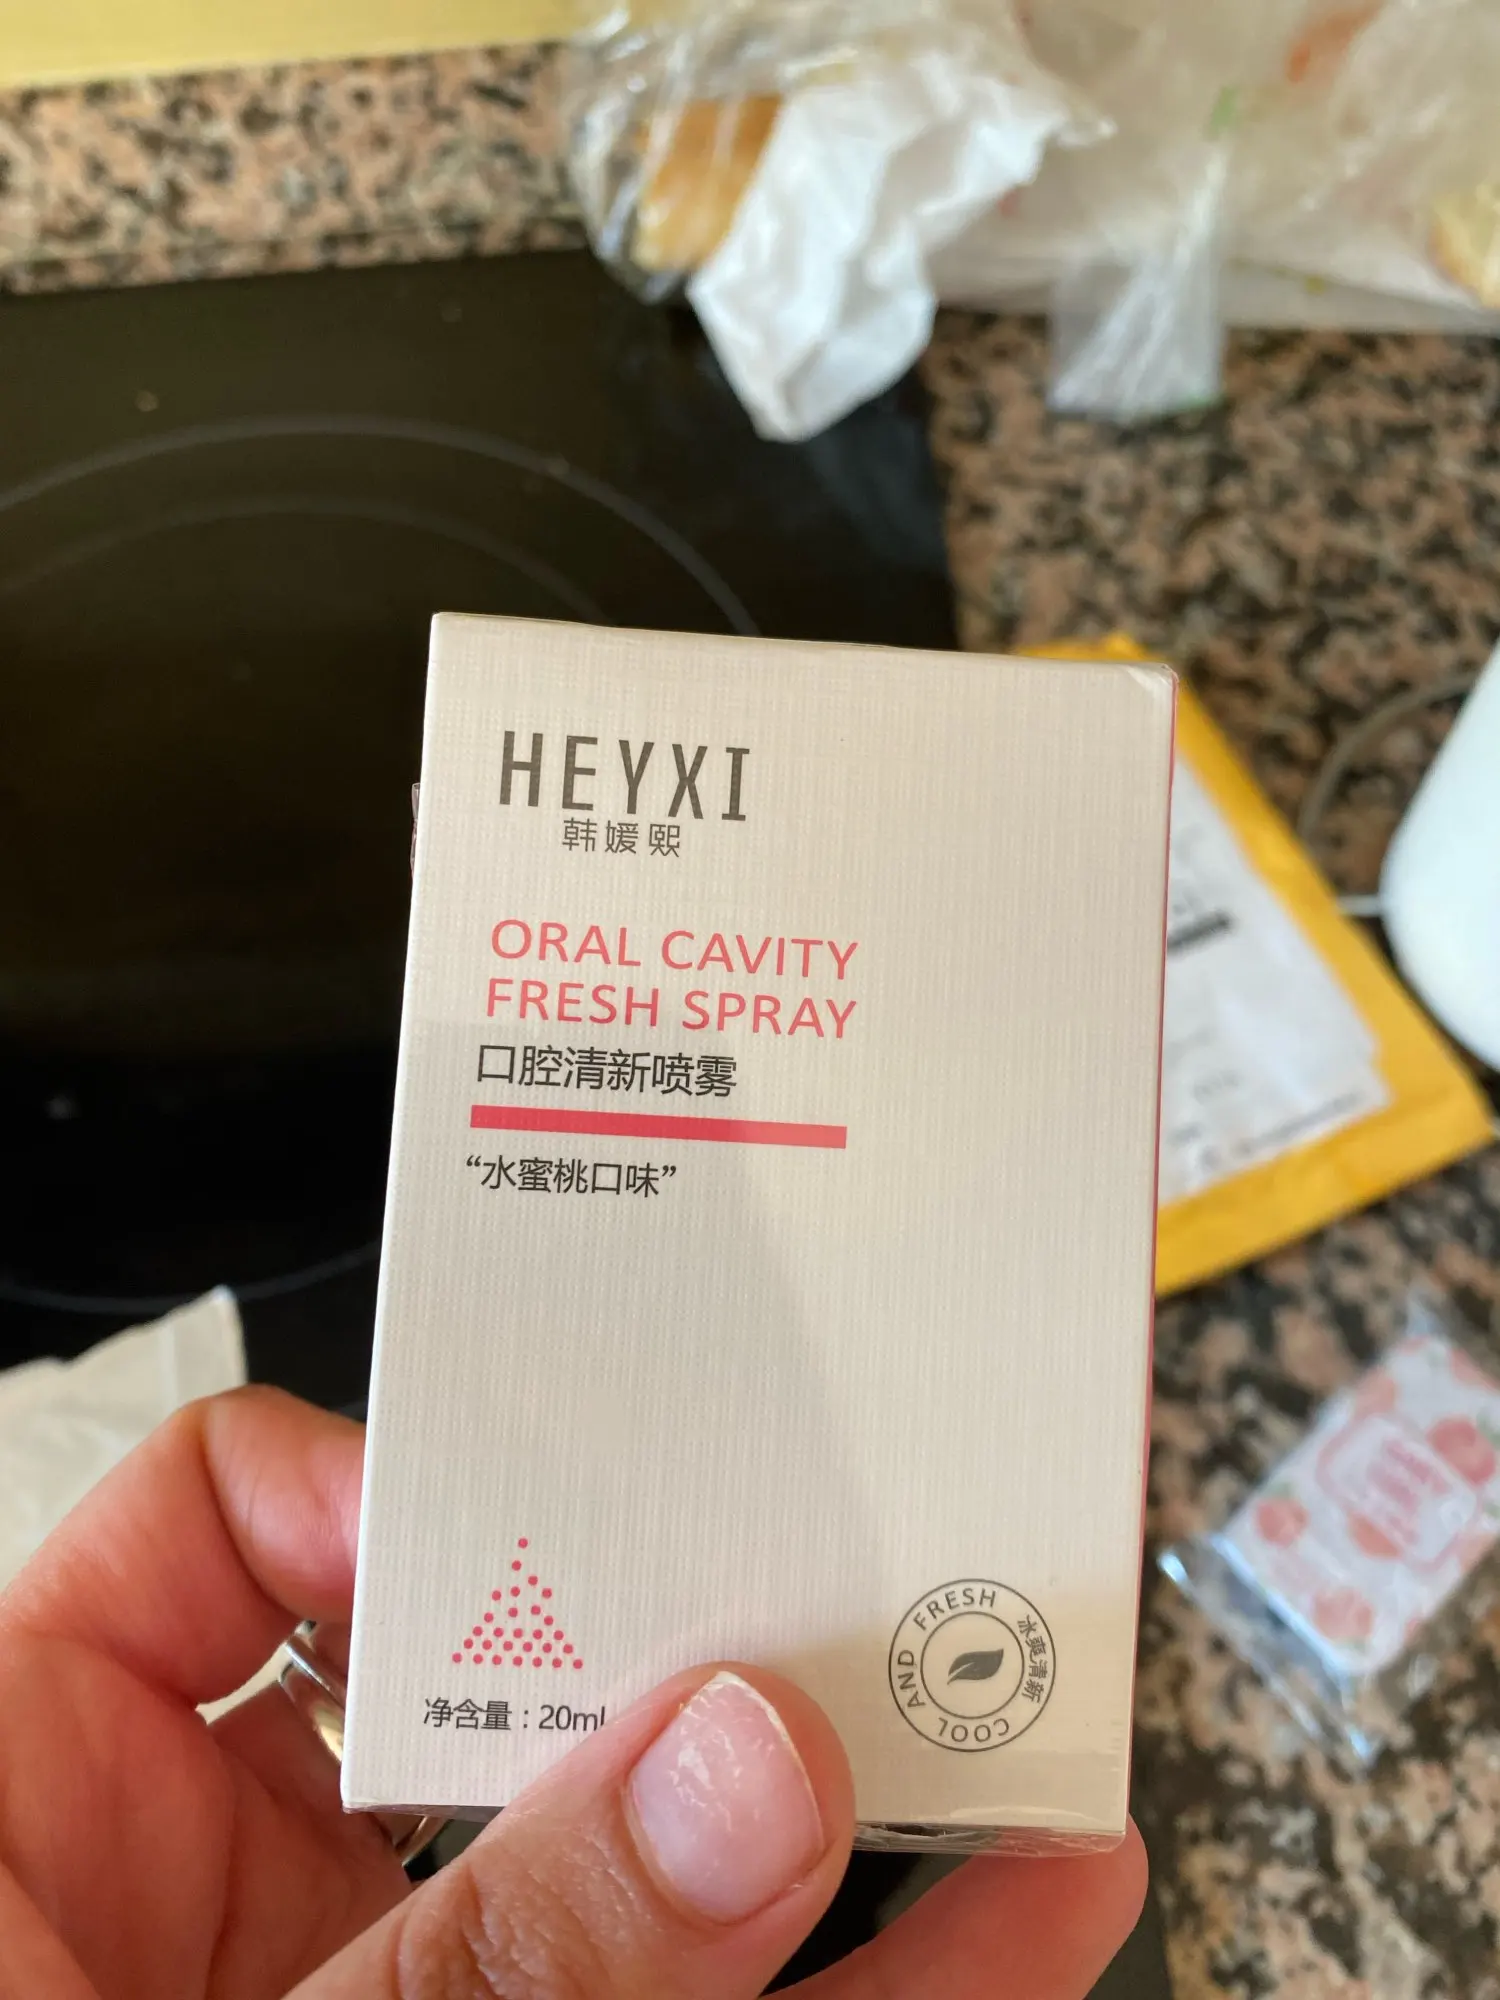 HEYXI
韩媛熙
ORAL CAVITY
FRESH SPRAY
口腔清新喷雾
“水蜜桃口味”
净含量：20ml
COOL AND FRESH 冰爽清新